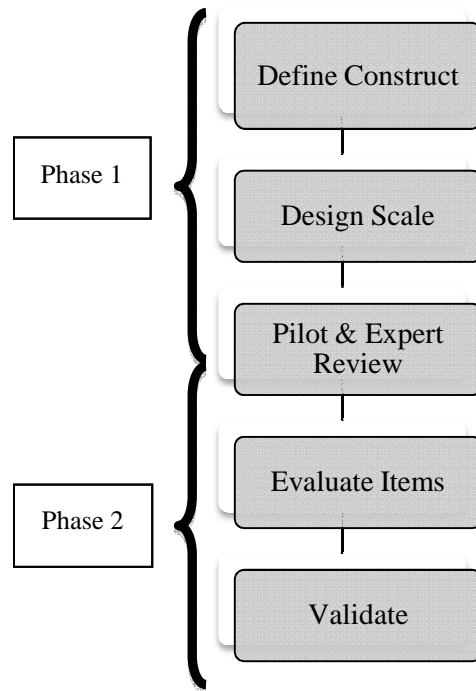 Define Construct
Phase 1
Design Scale
Pilot & Expert
Review
Evaluate Items
Phase 2
Validate